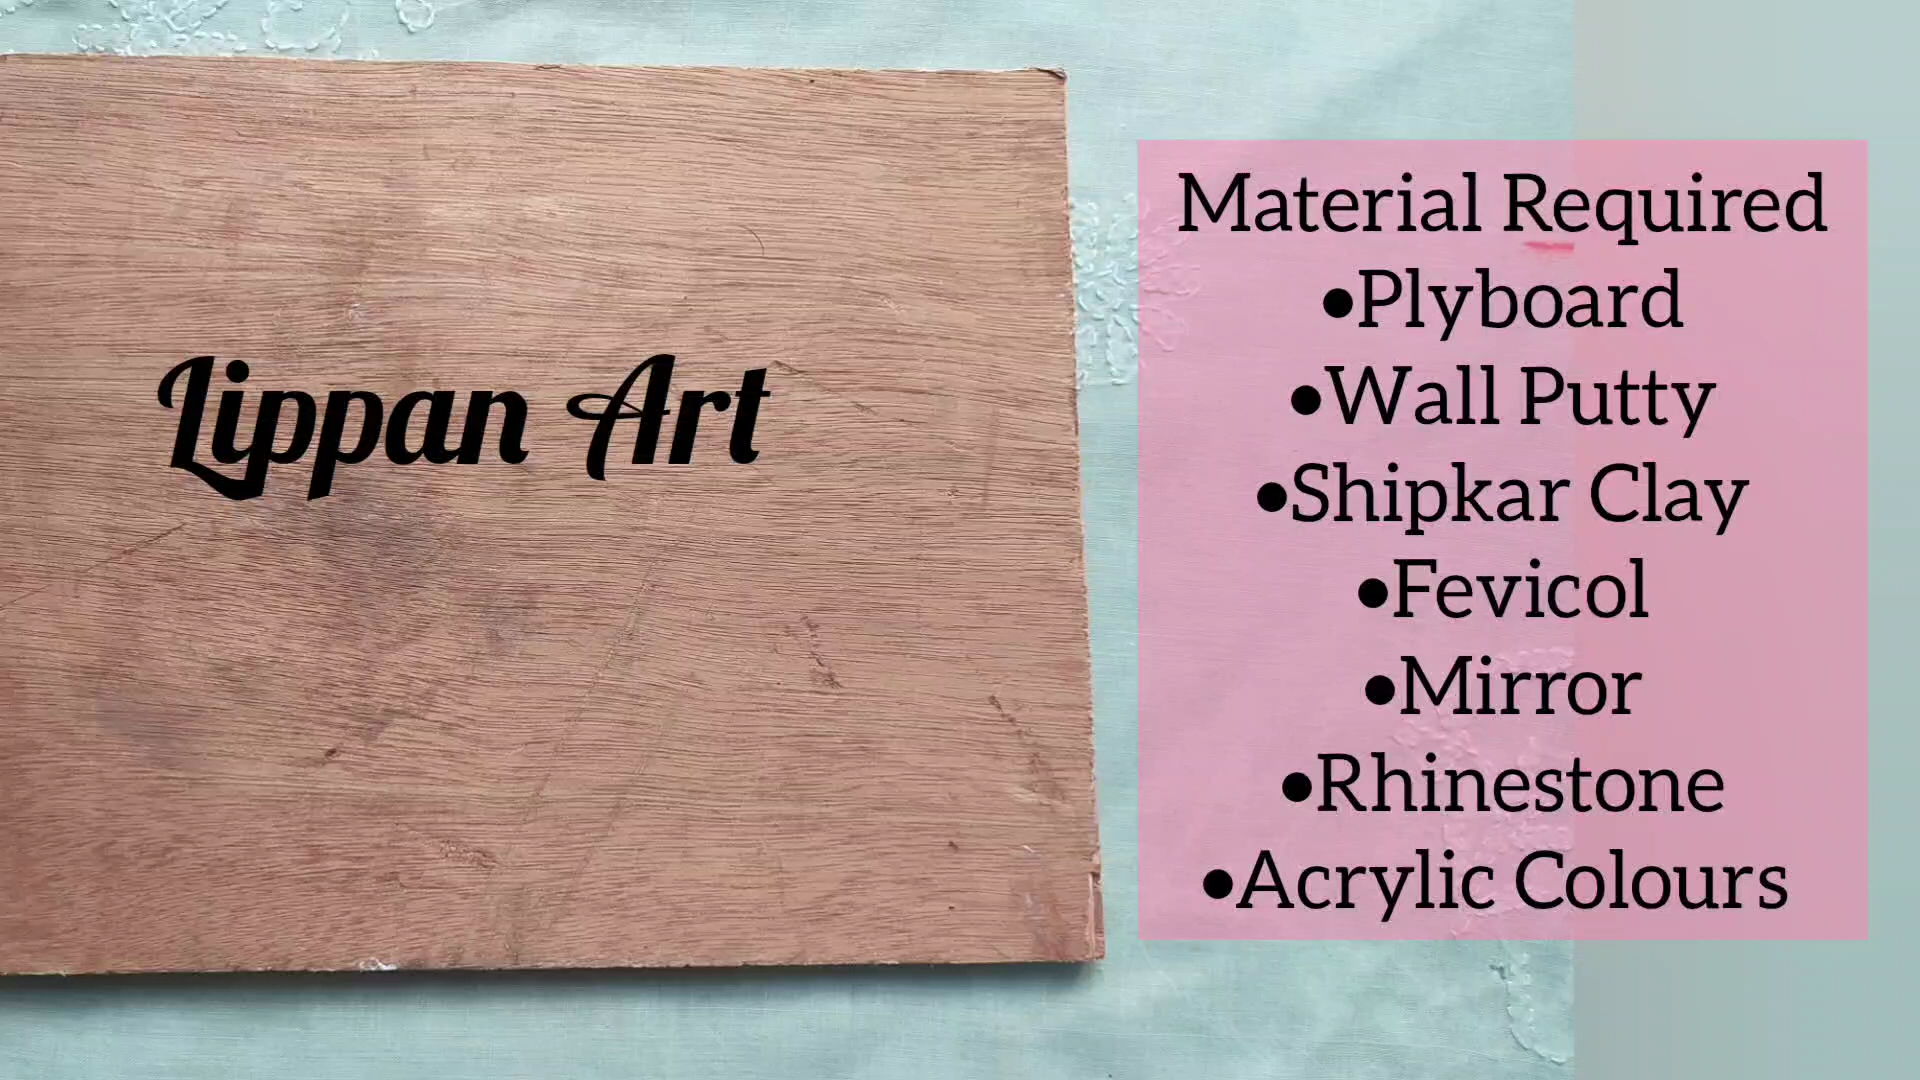 Lippan Art
Material Required
•Plyboard
•Wall Putty
•Shipkar Clay
•Fevicol
•Mirror
•Rhinestone
•Acrylic Colours